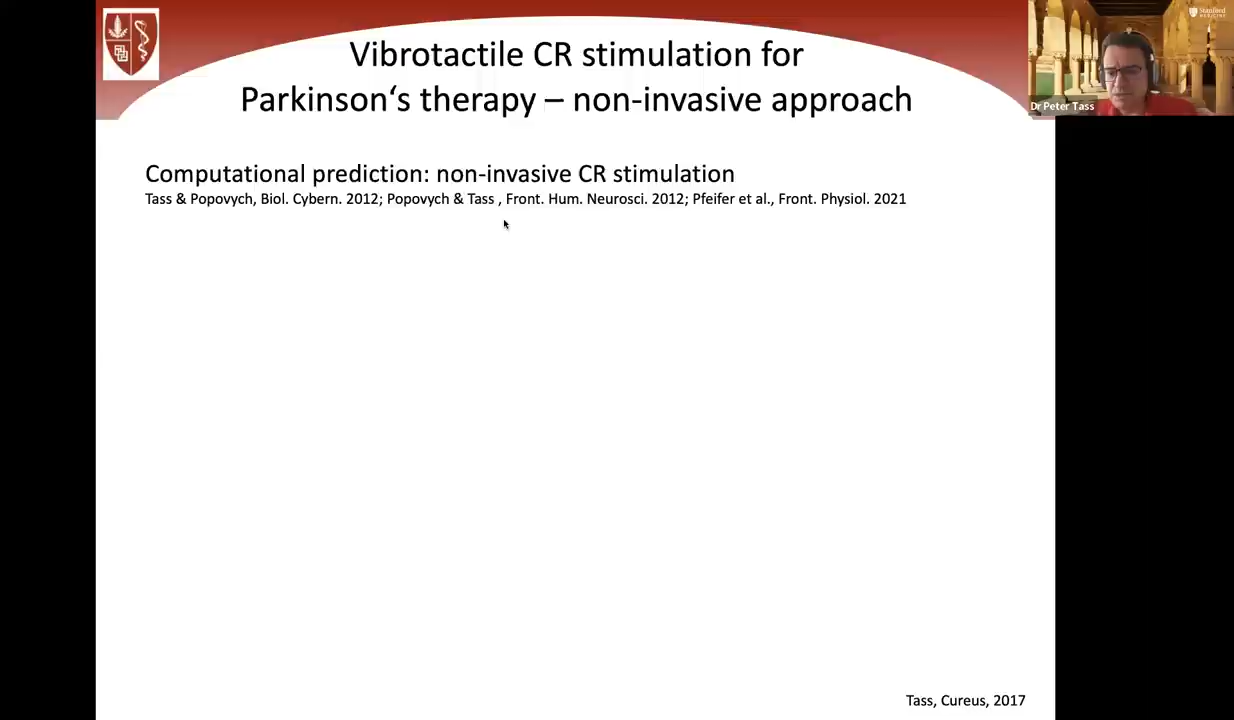 Vibrotactile CR stimulation for
Parkinson‘s therapy – non-invasive approach
Stanford
MEDICINE
Dr Peter Tass
Computational prediction: non-invasive CR stimulation
Tass & Popovych, Biol. Cybern. 2012; Popovych & Tass , Front. Hum. Neurosci. 2012; Pfeifer et al., Front. Physiol. 2021
Tass, Cureus, 2017